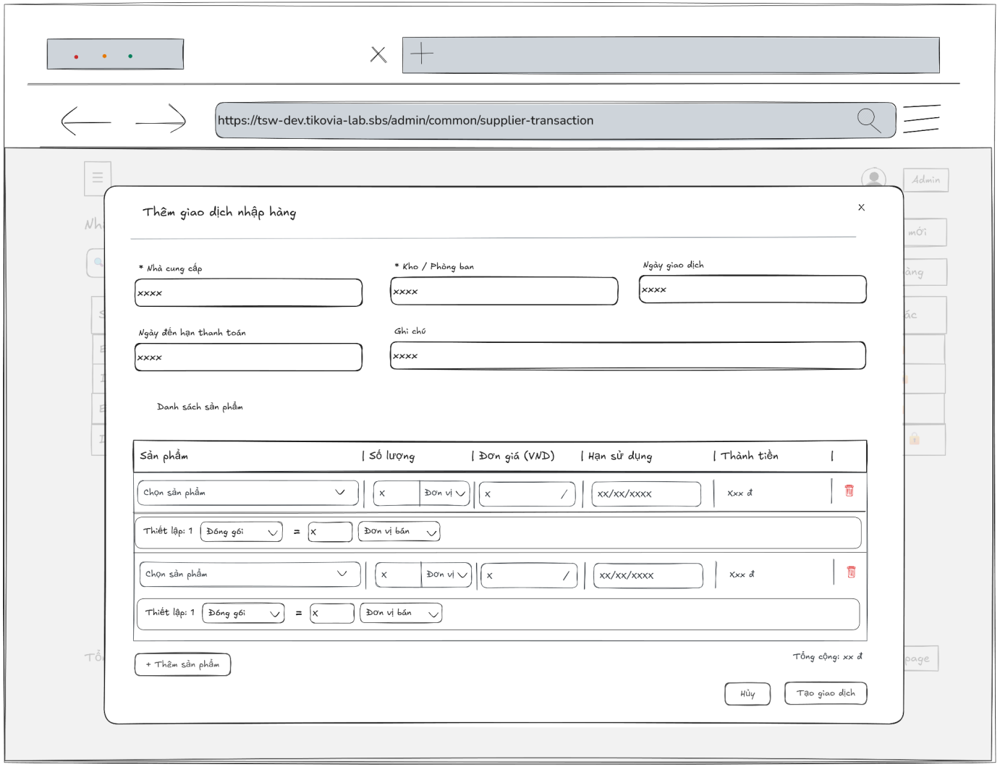 https://tsw-dev.tikovia-lab.sbs/admin/common/supplier-transaction
Admin
Thêm giao dịch nhập hàng
x
Nhi
mới
* Nhà cung cấp
* Kho / Phòng ban
Ngày giao dịch
àng
xxxx
xxxx
xxxx
ác
Ngày đến hạn thanh toán
Ghi chú
xxxx
xxxx
Danh sách sản phẩm
Sản phẩm | Số lượng | Đơn giá (VND) | Hạn sử dụng | Thành tiền |
Chọn sản phẩm x Đơn vị x / xx/xx/xxxx Xxx đ
Thiết lập: 1 Đóng gói = x Đơn vị bán
Chọn sản phẩm x Đơn vị x / xx/xx/xxxx Xxx đ
Thiết lập: 1 Đóng gói = x Đơn vị bán
Tổn
+ Thêm sản phẩm
Tổng cộng: xx đ
page
Hủy
Tạo giao dịch